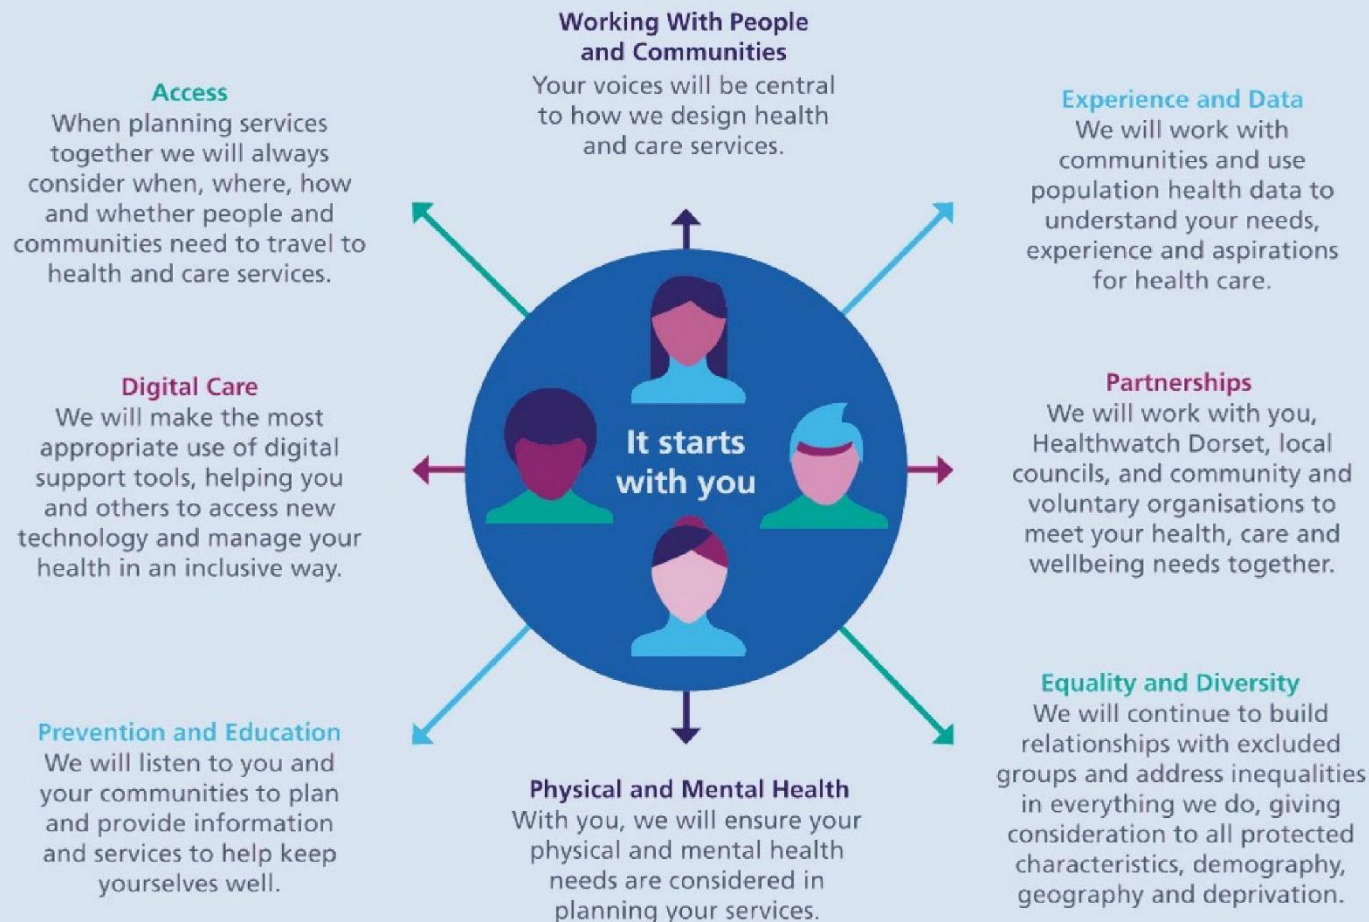 Working With People
and Communities
Your voices will be central
to how we design health
and care services.
Access
When planning services
together we will always
consider when, where, how
and whether people and
communities need to travel to
health and care services.
Experience and Data
We will work with
communities and use
population health data to
understand your needs,
experience and aspirations
for health care.
Digital Care
We will make the most
appropriate use of digital
support tools, helping you
and others to access new
technology and manage your
health in an inclusive way.
It starts
with you
Partnerships
We will work with you,
Healthwatch Dorset, local
councils, and community and
voluntary organisations to
meet your health, care and
wellbeing needs together.
Prevention and Education
We will listen to you and
your communities to plan
and provide information
and services to help keep
yourselves well.
Physical and Mental Health
With you, we will ensure your
physical and mental health
needs are considered in
planning your services.
Equality and Diversity
We will continue to build
relationships with excluded
groups and address inequalities
in everything we do, giving
consideration to all protected
characteristics, demography,
geography and deprivation.